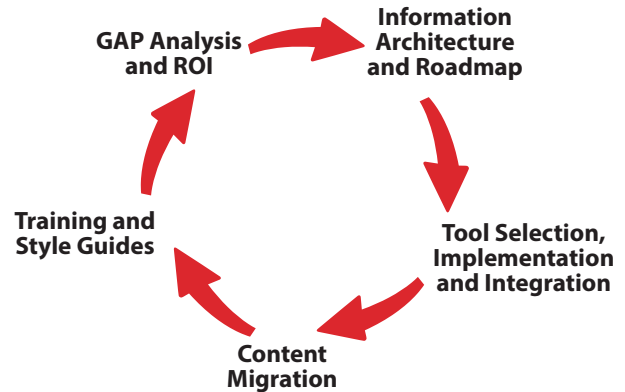 GAP Analysis
and ROI
Information
Architecture
and Roadmap
Tool Selection,
Implementation
and Integration
Content
Migration
Training and
Style Guides